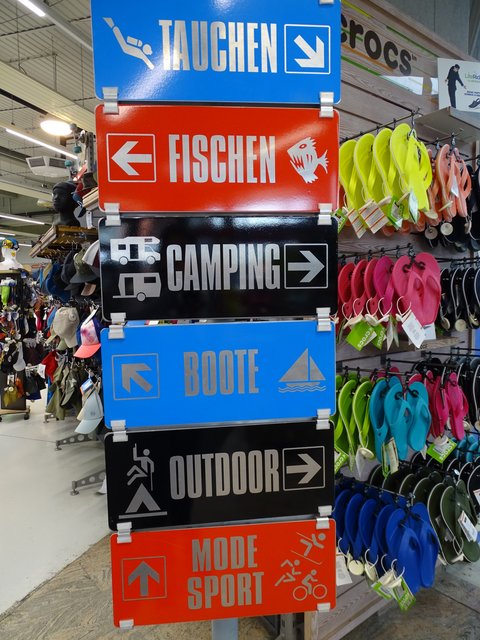 TAUCHEN
crocs
FISCHEN
CAMPING
BOOTE
OUTDOOR
MODE
SPORT